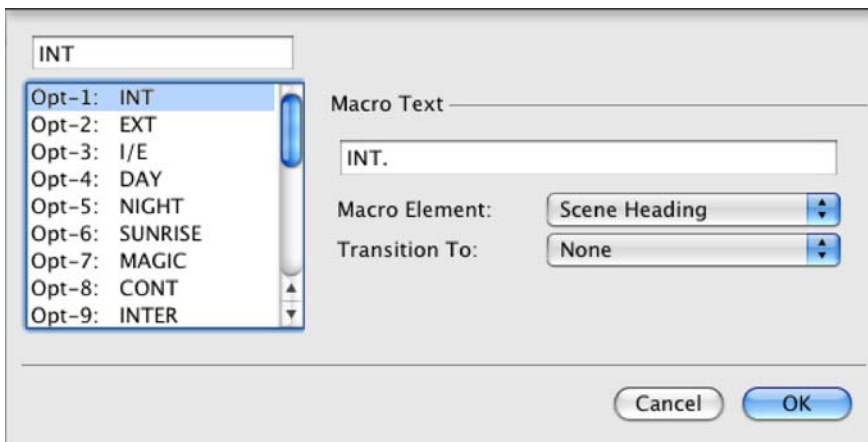 INT
Opt-1: INT
Opt-2: EXT
Opt-3: I/E
Opt-4: DAY
Opt-5: NIGHT
Opt-6: SUNRISE
Opt-7: MAGIC
Opt-8: CONT
Opt-9: INTER
Macro Text
INT.
Macro Element: Scene Heading
Transition To: None
Cancel OK